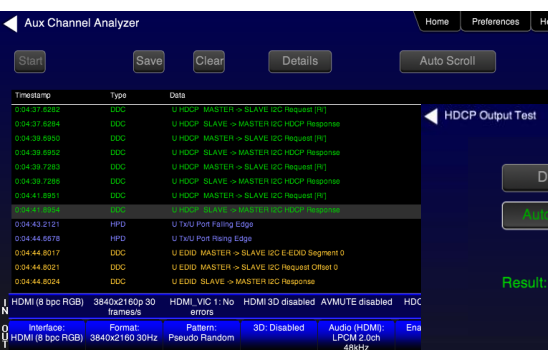 Aux Channel Analyzer
Home Preferences
Start Save Clear Details Auto Scroll
Timestamp Type Data
0:04:37.6282 DDC U HDCP MASTER -> SLAVE I2C Request [RI']
0:04:37.6284 DDC U HDCP SLAVE -> MASTER I2C HDCP Response
0:04:39.6950 DDC U HDCP MASTER -> SLAVE I2C Request [RI']
0:04:39.6952 DDC U HDCP SLAVE -> MASTER I2C HDCP Response
0:04:39.7283 DDC U HDCP MASTER -> SLAVE I2C Request [RI']
0:04:39.7286 DDC U HDCP SLAVE -> MASTER I2C HDCP Response
0:04:41.8951 DDC U HDCP MASTER -> SLAVE I2C Request [RI']
0:04:41.8954 DDC U HDCP SLAVE -> MASTER I2C HDCP Response
0:04:43.2121 HPD U Tx/U Port Falling Edge
0:04:44.6878 HPD U Tx/U Port Rising Edge
0:04:44.8017 DDC U EDID MASTER -> SLAVE I2C E-EDID Segment 0
0:04:44.8021 DDC U EDID MASTER -> SLAVE I2C Request Offset 0
0:04:44.8024 DDC U EDID SLAVE -> MASTER I2C Response
HDCP Output Test
D
Auto
Result:
IN
HDMI (8 bpc RGB) 3840x2160p 30 frames/s HDMI_VIC 1: No errors HDMI 3D disabled AVMUTE disabled HDC
OUT
Interface: HDMI (8 bpc RGB) Format: 3840x2160 30Hz Pattern: Pseudo Random 3D: Disabled Audio (HDMI): LPCM 2.0ch 48kHz Ena